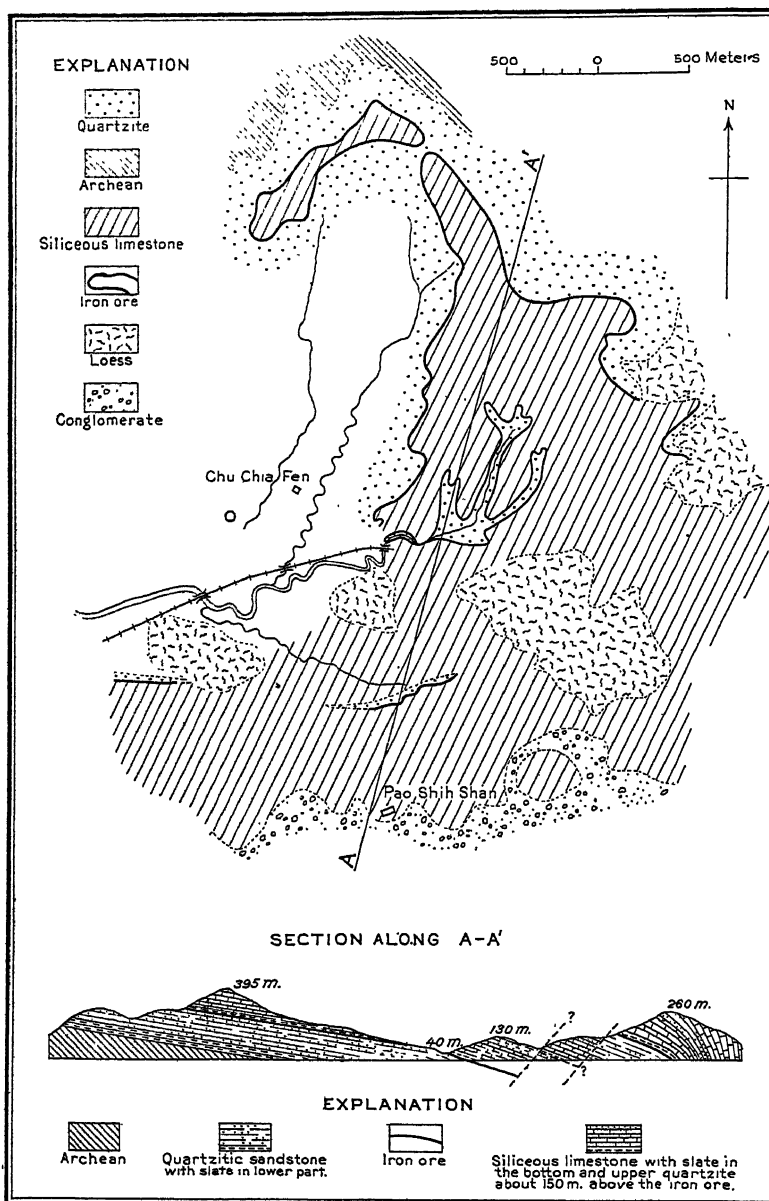 EXPLANATION
Quartzite
Archean
Siliceous limestone
Iron ore
Loess
Conglomerate
500 0 500 Meters
N
A'
Chu Chia Fen
Pao Shih Shan
A
SECTION ALONG A-A'
395 m.
40 m.
130 m.
?
?
260 m.
EXPLANATION
Archean
Quartzitic sandstone
with slate in lower part.
Iron ore
Siliceous limestone with slate in
the bottom and upper quartzite
about 150 m. above the iron ore.